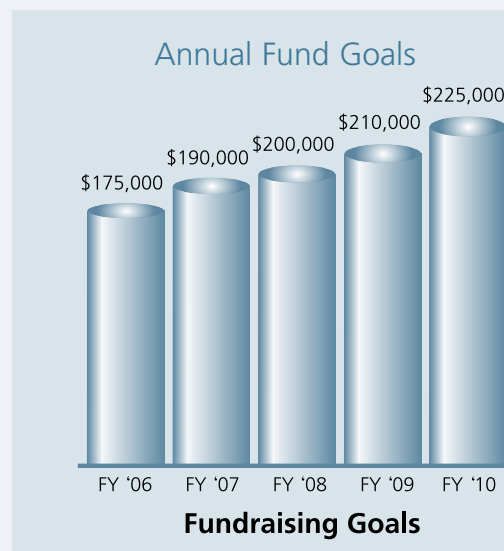 Annual Fund Goals
$225,000
$210,000
$200,000
$190,000
$175,000
FY ‘06 FY ‘07 FY ‘08 FY ‘09 FY ‘10
Fundraising Goals